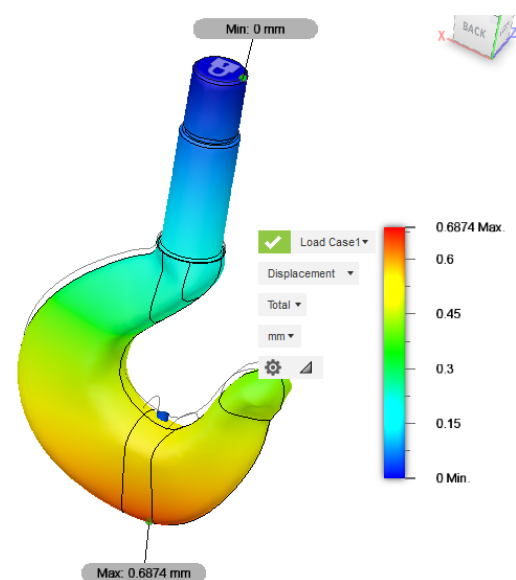 Min: 0 mm
BACK
X
Z
Load Case1
0.6874 Max.
Displacement
0.6
Total
0.45
mm
0.3
0.15
0 Min.
Max: 0.6874 mm